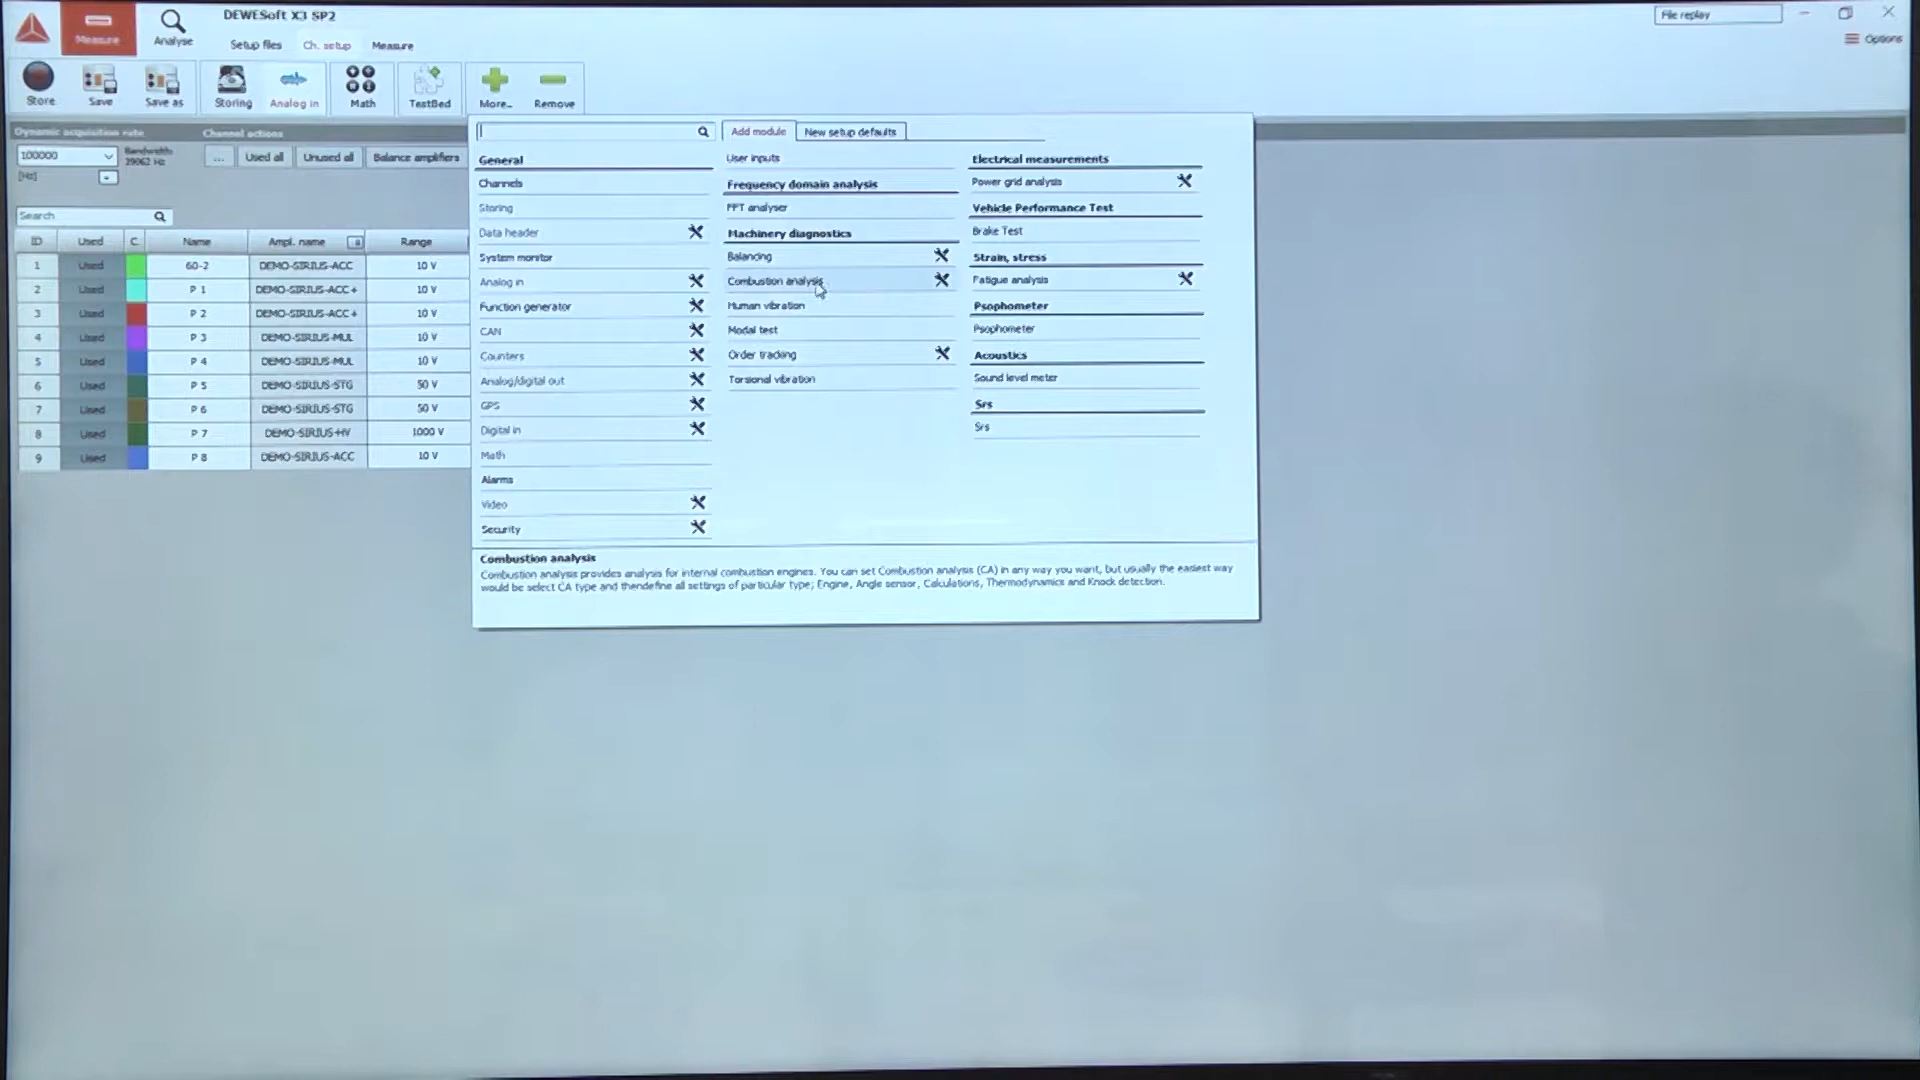 DEWESoft X3 SP2
File replay
Measure
Analyse
Setup files
Ch. setup
Measure
Options
Store
Save
Save as
Storing
Analog in
Math
TestBed
More...
Remove
Dynamic acquisition rate
Channel actions
100000
Bandwidth:
39062 Hz
[Hz]
...
Used all
Unused all
Balance amplifiers
Search
ID Used C. Name Ampl. name Range
1 Used 60-2 DEMO-SIRIUS-ACC 10 V
2 Used P 1 DEMO-SIRIUS-ACC+ 10 V
3 Used P 2 DEMO-SIRIUS-ACC+ 10 V
4 Used P 3 DEMO-SIRIUS-MUL 10 V
5 Used P 4 DEMO-SIRIUS-MUL 10 V
6 Used P 5 DEMO-SIRIUS-STG 50 V
7 Used P 6 DEMO-SIRIUS-STG 50 V
8 Used P 7 DEMO-SIRIUS-HV 1000 V
9 Used P 8 DEMO-SIRIUS-ACC 10 V
Add module
New setup defaults
General
Channels
Storing
Data header
System monitor
Analog in
Function generator
CAN
Counters
Analog/digital out
GPS
Digital in
Math
Alarms
Video
Security
User inputs
Frequency domain analysis
FFT analyser
Machinery diagnostics
Balancing
Combustion analysis
Human vibration
Modal test
Order tracking
Torsional vibration
Electrical measurements
Power grid analysis
Vehicle Performance Test
Brake Test
Strain, stress
Fatigue analysis
Psophometer
Psophometer
Acoustics
Sound level meter
Srs
Srs
Combustion analysis
Combustion analysis provides analysis for internal combustion engines. You can set Combustion analysis (CA) in any way you want, but usually the easiest way
would be select CA type and thendefine all settings of particular type; Engine, Angle sensor, Calculations, Thermodynamics and Knock detection.